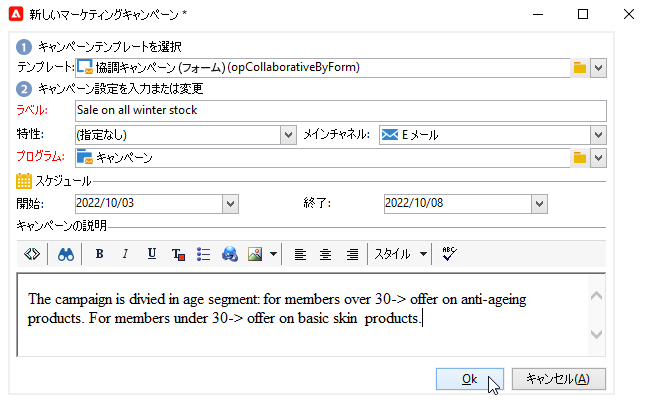 新しいマーケティングキャンペーン *
1 キャンペーンテンプレートを選択
テンプレート: 協調キャンペーン (フォーム) (opCollaborativeByForm)
2 キャンペーン設定を入力または変更
ラベル: Sale on all winter stock
特性: (指定なし) メインチャネル: Eメール
プログラム: キャンペーン
スケジュール
開始: 2022/10/03 終了: 2022/10/08
キャンペーンの説明
B I U T スタイル ABC
The campaign is divied in age segment: for members over 30-> offer on anti-ageing
products. For members under 30-> offer on basic skin products.
Ok キャンセル(A)